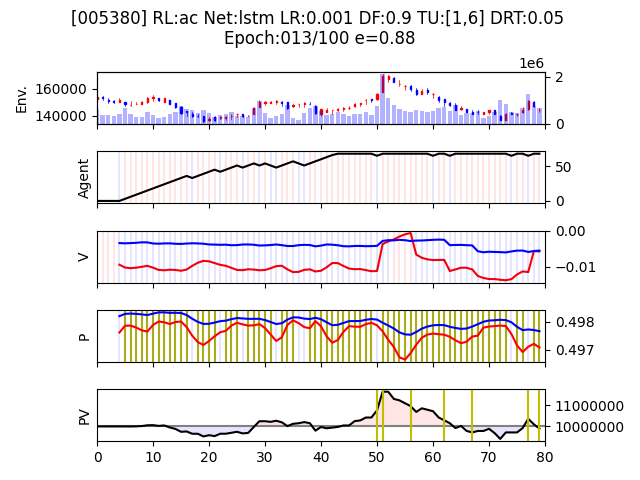 [005380] RL:ac Net:lstm LR:0.001 DF:0.9 TU:[1,6] DRT:0.05
Epoch:013/100 e=0.88
1e6
Env.
160000
140000
2
0
Agent
50
0
V
0.00
−0.01
P
0.498
0.497
PV
11000000
10000000
0 10 20 30 40 50 60 70 80